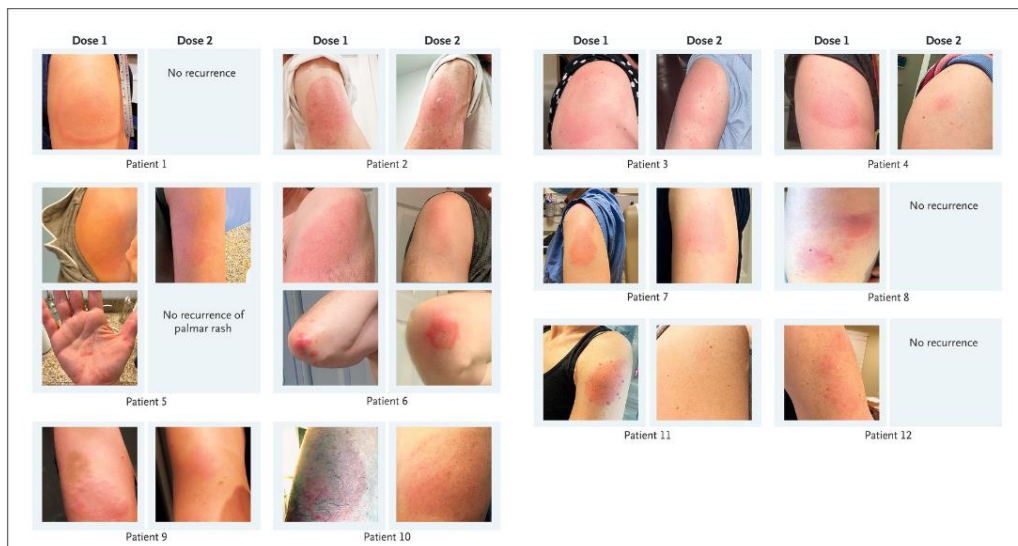 Dose 1 Dose 2 Dose 1 Dose 2 Dose 1 Dose 2 Dose 1 Dose 2
No recurrence
Patient 1 Patient 2 Patient 3 Patient 4
No recurrence
Patient 7 Patient 8
No recurrence of
palmar rash
No recurrence
Patient 5 Patient 6
Patient 11 Patient 12
Patient 9 Patient 10